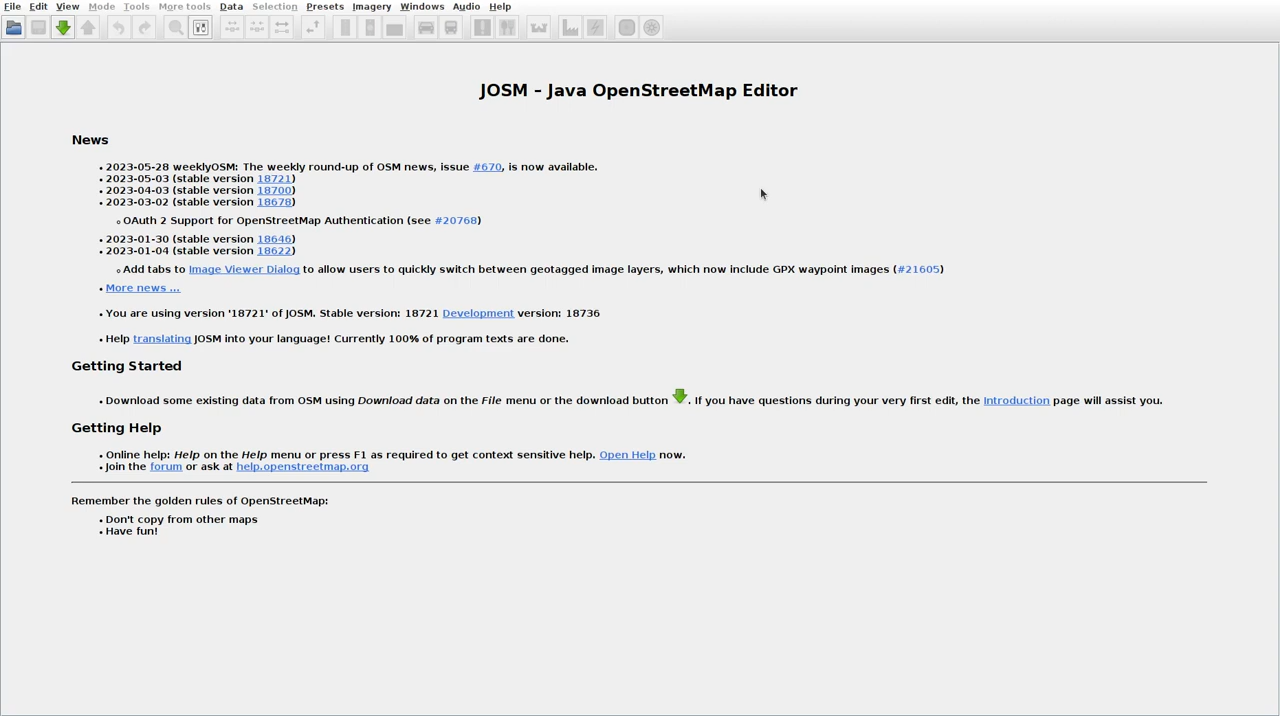 File Edit View Mode Tools More tools Data Selection Presets Imagery Windows Audio Help
JOSM – Java OpenStreetMap Editor
News
• 2023-05-28 weeklyOSM: The weekly round-up of OSM news, issue #670, is now available.
• 2023-05-03 (stable version 18721)
• 2023-04-03 (stable version 18700)
• 2023-03-02 (stable version 18678)
◦ OAuth 2 Support for OpenStreetMap Authentication (see #20768)
• 2023-01-30 (stable version 18646)
• 2023-01-04 (stable version 18622)
◦ Add tabs to Image Viewer Dialog to allow users to quickly switch between geotagged image layers, which now include GPX waypoint images (#21605)
• More news ...
• You are using version '18721' of JOSM. Stable version: 18721 Development version: 18736
• Help translating JOSM into your language! Currently 100% of program texts are done.
Getting Started
• Download some existing data from OSM using Download data on the File menu or the download button . If you have questions during your very first edit, the Introduction page will assist you.
Getting Help
• Online help: Help on the Help menu or press F1 as required to get context sensitive help. Open Help now.
• Join the forum or ask at help.openstreetmap.org
Remember the golden rules of OpenStreetMap:
• Don't copy from other maps
• Have fun!